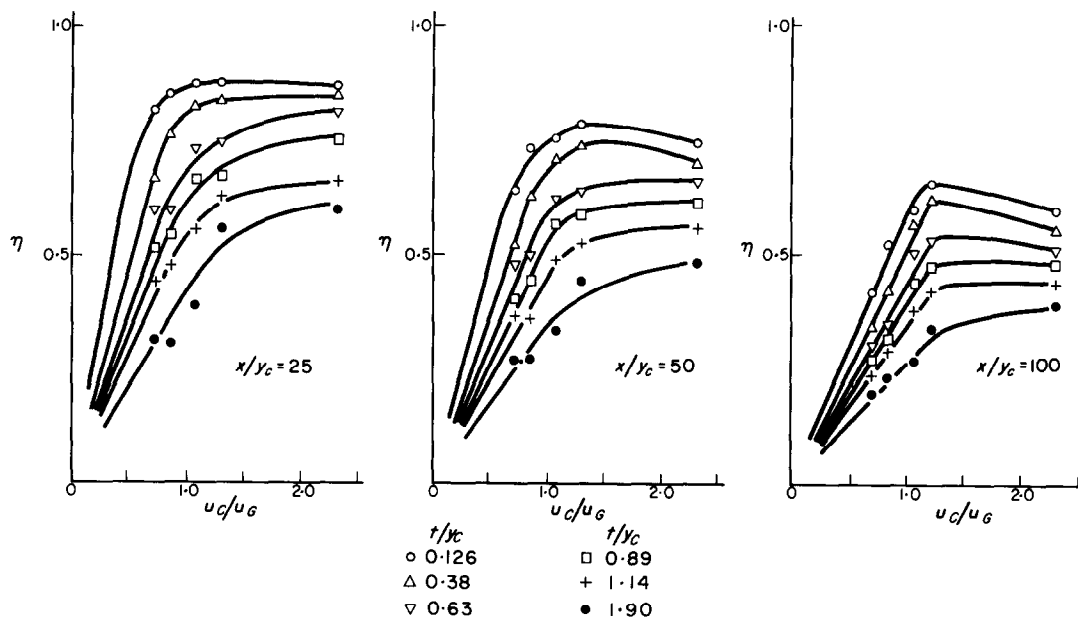 1.0
η
0.5
x/y_c = 25
0
1.0
2.0
u_C/u_G
1.0
η
0.5
x/y_c = 50
0
1.0
2.0
u_C/u_G
1.0
η
0.5
x/y_c = 100
0
1.0
2.0
u_C/u_G
t/y_C t/y_C
○ 0·126 □ 0·89
△ 0·38 + 1·14
▽ 0·63 ● 1·90